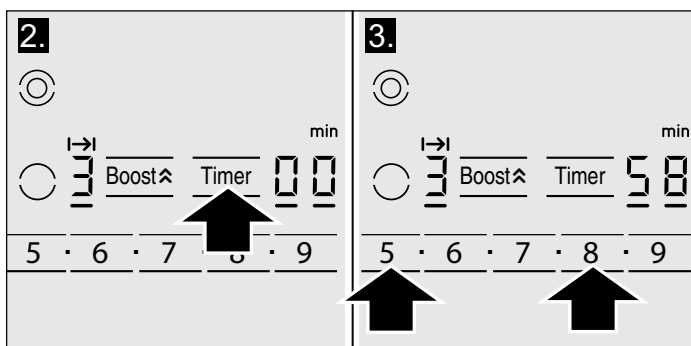 2.
min
3 Boost Timer 00
5 · 6 · 7 · 8 · 9
3.
min
3 Boost Timer 58
5 · 6 · 7 · 8 · 9